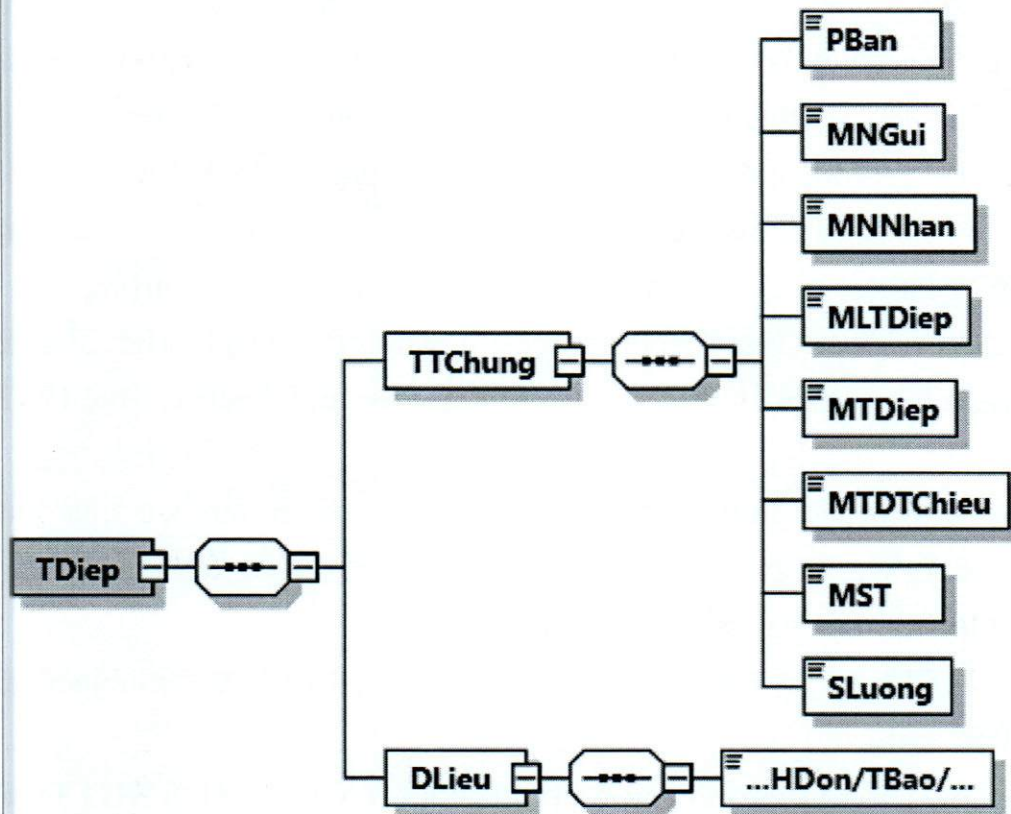 PBan
MNGui
MNNhan
MLTDiep
TTChung
MTDiep
MTDTChieu
TDiep
MST
SLuong
DLieu
...HDon/TBao/...